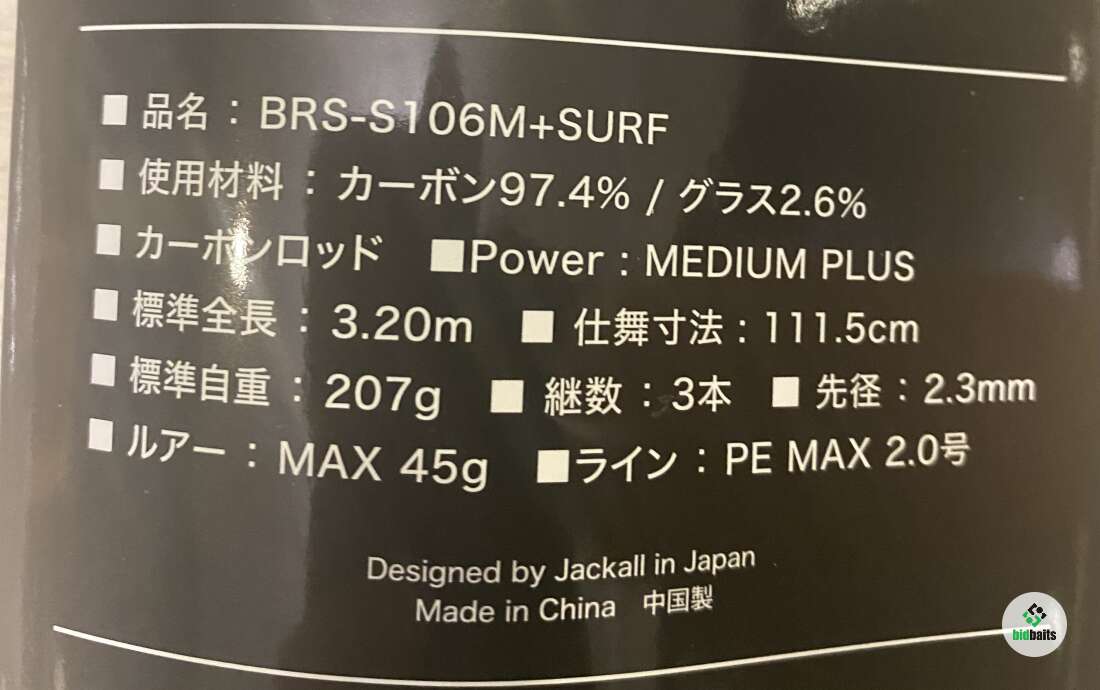 ■ 品名 : BRS-S106M+SURF
■ 使用材料 : カーボン97.4% / グラス2.6%
■ カーボンロッド ■Power : MEDIUM PLUS
■ 標準全長 : 3.20m ■ 仕舞寸法 : 111.5cm
■ 標準自重 : 207g ■ 継数 : 3本 ■ 先径 : 2.3mm
■ ルアー : MAX 45g ■ライン : PE MAX 2.0号
Designed by Jackall in Japan
Made in China 中国製
bidbaits